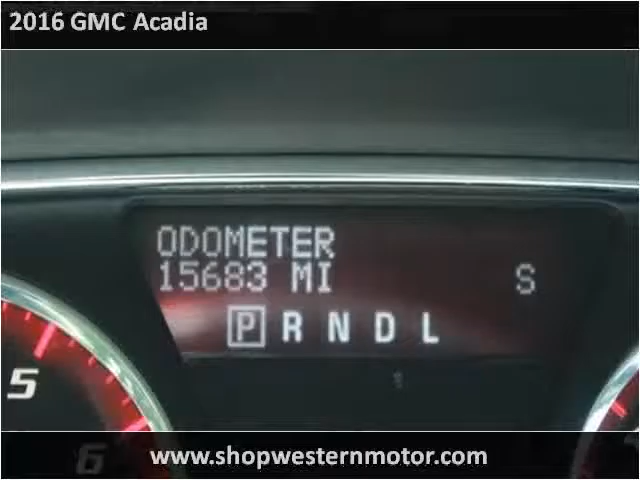 2016 GMC Acadia
ODOMETER
15683 MI S
P R N D L
5
6
www.shopwesternmotor.com